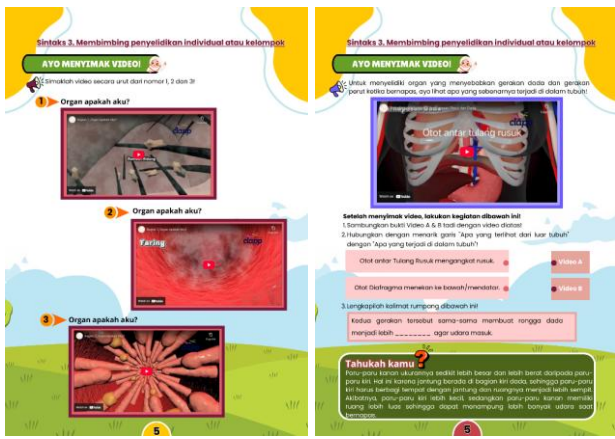 Sintaks 3. Membimbing penyelidikan individual atau kelompok
AYO MENYIMAK VIDEO!
Simaklah video secara urut dari nomor 1, 2 dan 3!
1 Organ apakah aku?
2 Organ apakah aku?
Faring
3 Organ apakah aku?
5
Sintaks 3. Membimbing penyelidikan individual atau kelompok
AYO MENYIMAK VIDEO!
Untuk menyelidiki organ yang menyebabkan gerakan dada dan gerakan
perut ketika bernapas, ayo lihat apa yang sebenarnya terjadi di dalam tubuh!
Otot antar tulang rusuk
Setelah menyimak video, lakukan kegiatan dibawah ini!
1.Sambungkan bukti Video A & B tadi dengan video diatas!
2.Hubungkan dengan menarik garis "Apa yang terlihat dari luar tubuh"
dengan "Apa yang terjadi di dalam tubuh"!
Otot antar Tulang Rusuk mengangkat rusuk.
Video A
Otot Diafragma menekan ke bawah/mendatar.
Video B
3.Lengkapilah kalimat rumpang dibawah ini!
Kedua gerakan tersebut sama-sama membuat rongga dada
menjadi lebih ________ agar udara masuk.
Tahukah kamu?
Paru-paru kanan ukurannya sedikit lebih besar dan lebih berat daripada paru-
paru kiri. Hal ini karena jantung berada di bagian kiri dada, sehingga paru-paru
kiri harus berbagi tempat dengan jantung dan ruangnya menjadi lebih sempit.
Akibatnya, paru-paru kiri lebih kecil, sedangkan paru-paru kanan memiliki
ruang lebih luas sehingga dapat menampung lebih banyak udara saat
bernapas.
5